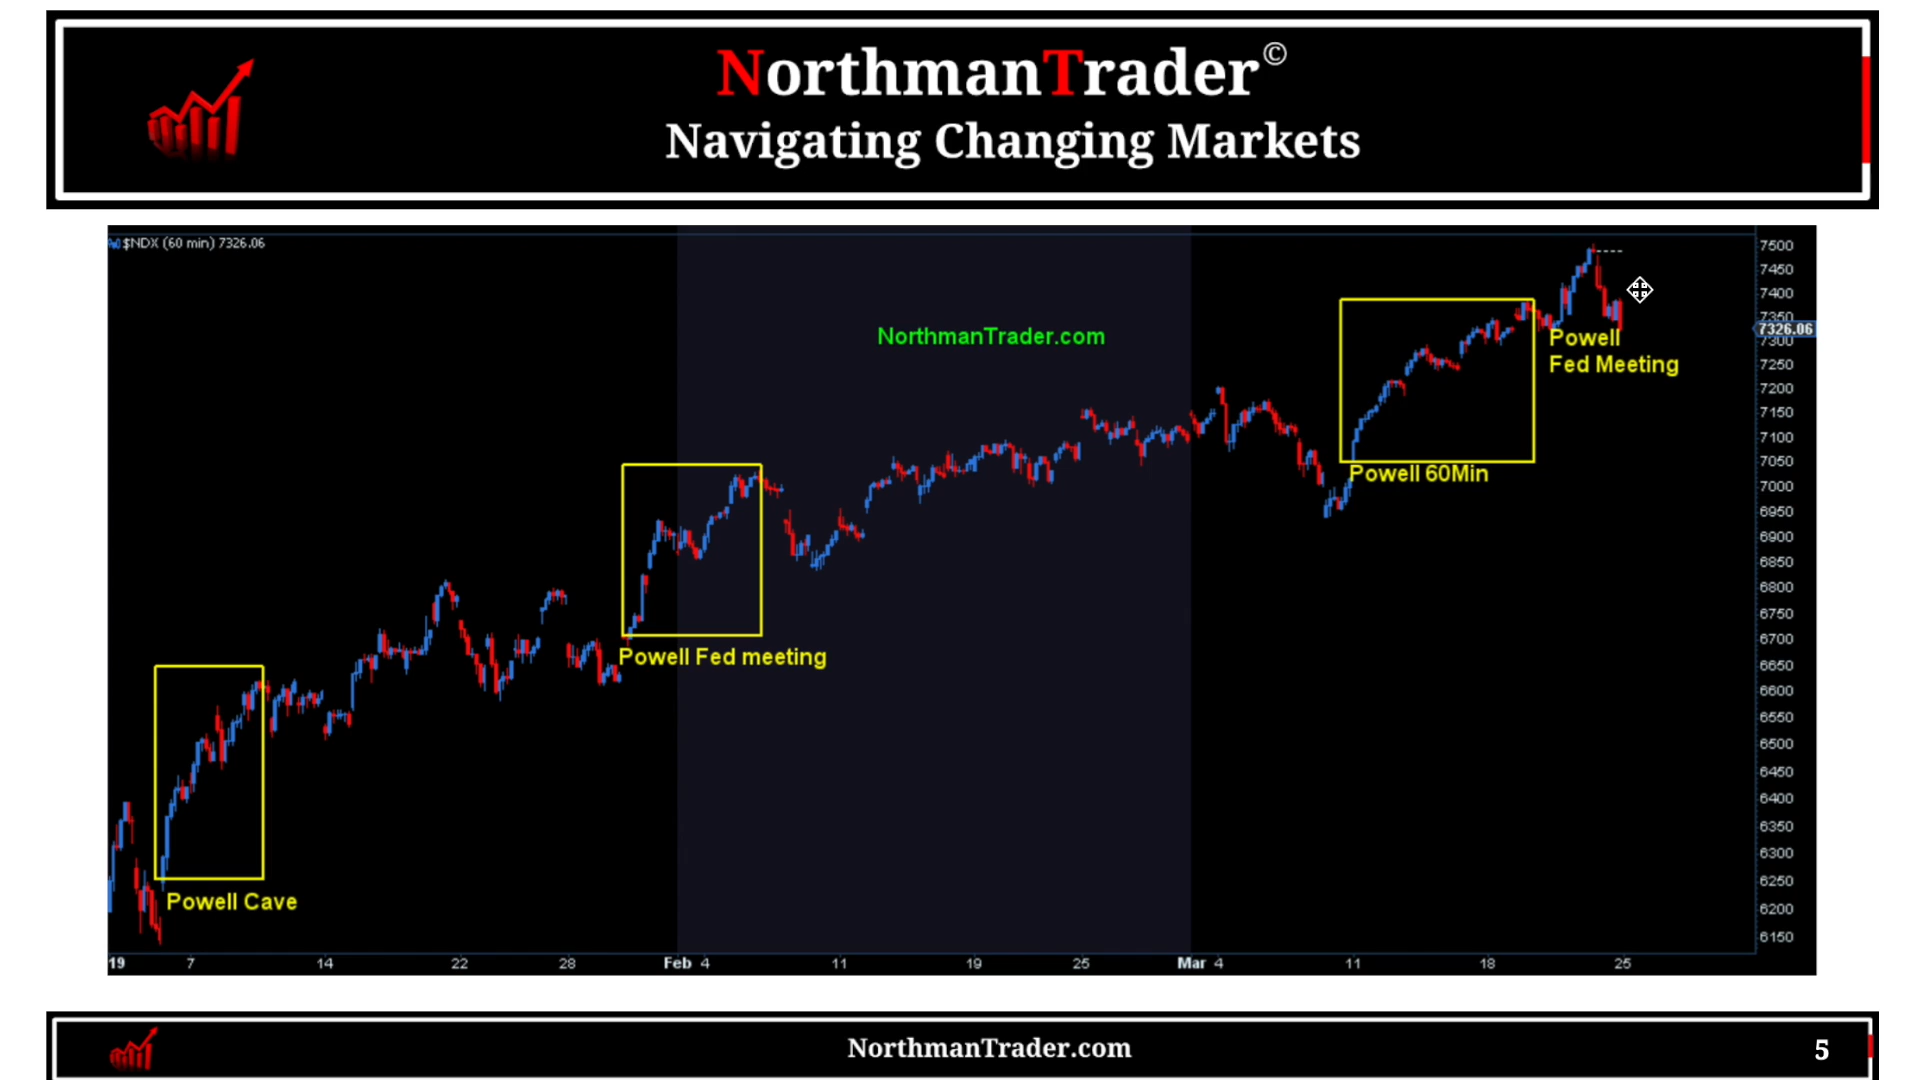 NorthmanTrader©
Navigating Changing Markets
$NDX (60 min) 7326.06
NorthmanTrader.com
Powell Cave
Powell Fed meeting
Powell 60Min
Powell
Fed Meeting
7500
7450
7400
7350
7326.06
7300
7250
7200
7150
7100
7050
7000
6950
6900
6850
6800
6750
6700
6650
6600
6550
6500
6450
6400
6350
6300
6250
6200
6150
19 7 14 22 28 Feb 4 11 19 25 Mar 4 11 18 25
NorthmanTrader.com
5